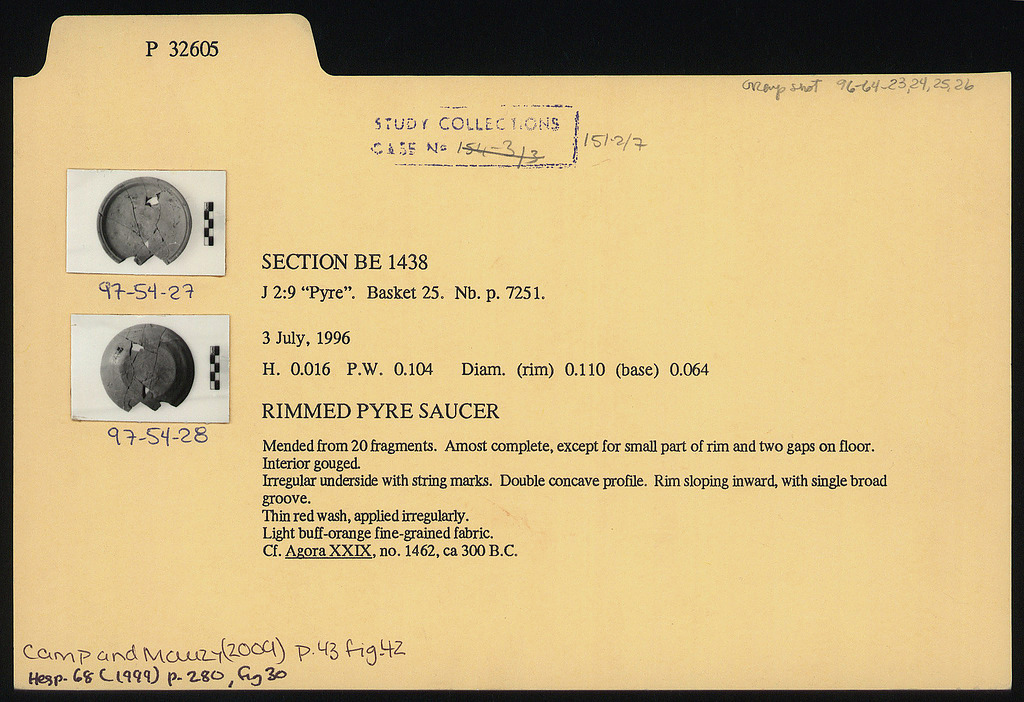 P 32605
Group shot 96-64-23,24,25,26
STUDY COLLECTIONS
CASE No 154-3/3 151-2/7
97-54-27
97-54-28
SECTION BE 1438
J 2:9 “Pyre”. Basket 25. Nb. p. 7251.
3 July, 1996
H. 0.016 P.W. 0.104 Diam. (rim) 0.110 (base) 0.064
RIMMED PYRE SAUCER
Mended from 20 fragments. Amost complete, except for small part of rim and two gaps on floor.
Interior gouged.
Irregular underside with string marks. Double concave profile. Rim sloping inward, with single broad
groove.
Thin red wash, applied irregularly.
Light buff-orange fine-grained fabric.
Cf. Agora XXIX, no. 1462, ca 300 B.C.
Camp and Mauzy (2009) p.43 fig.42
Hesp. 68 (1999) p. 280, fig 30